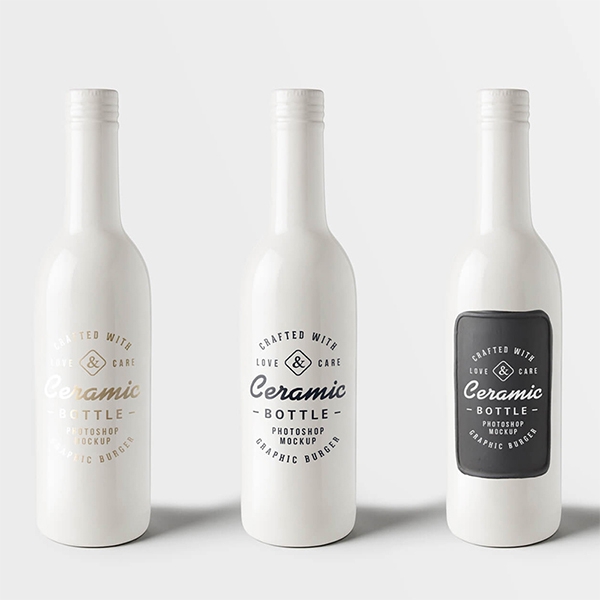 CRAFTED WITH
LOVE & CARE
Ceramic
BOTTLE
PHOTOSHOP
MOCKUP
GRAPHIC BURGER
CRAFTED WITH
LOVE & CARE
Ceramic
BOTTLE
PHOTOSHOP
MOCKUP
GRAPHIC BURGER
CRAFTED WITH
LOVE & CARE
Ceramic
BOTTLE
PHOTOSHOP
MOCKUP
GRAPHIC BURGER